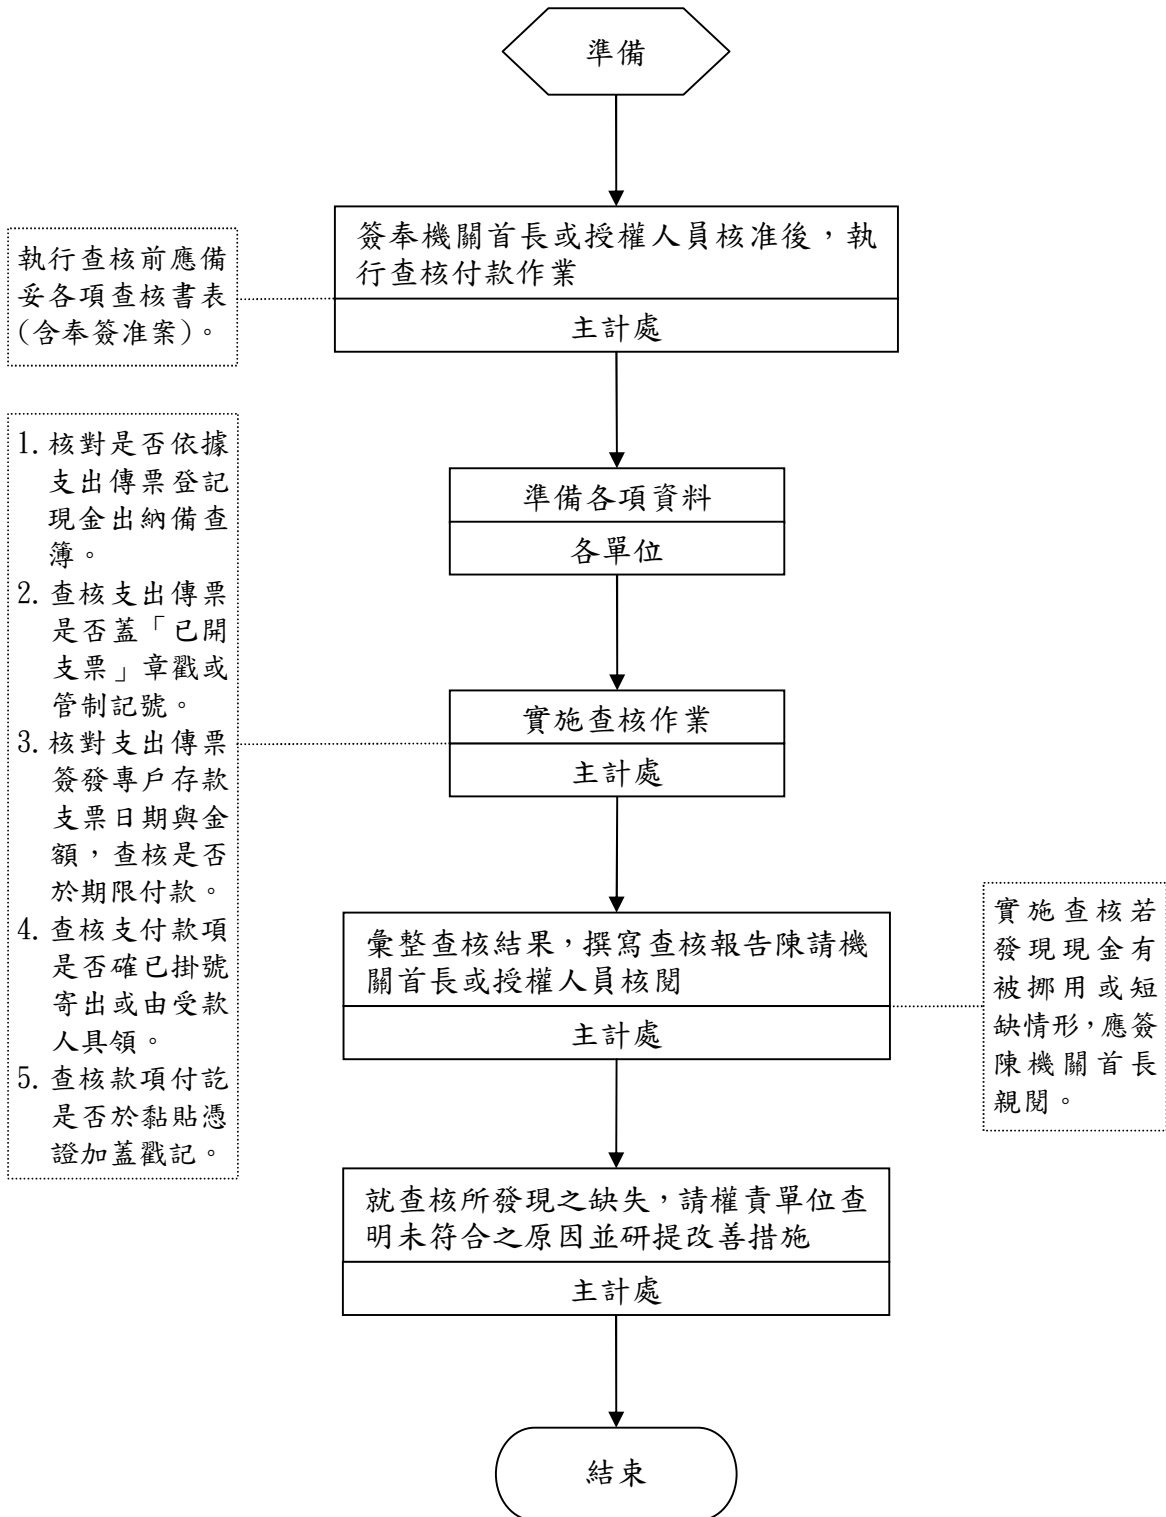 準備
簽奉機關首長或授權人員核准後，執
行查核付款作業
主計處
執行查核前應備
妥各項查核書表
(含奉簽准案)。
準備各項資料
各單位
1. 核對是否依據
支出傳票登記
現金出納備查
簿。
2. 查核支出傳票
是否蓋「已開
支票」章戳或
管制記號。
3. 核對支出傳票
簽發專戶存款
支票日期與金
額，查核是否
於期限付款。
4. 查核支付款項
是否確已掛號
寄出或由受款
人具領。
5. 查核款項付訖
是否於黏貼憑
證加蓋戳記。
實施查核作業
主計處
彙整查核結果，撰寫查核報告陳請機
關首長或授權人員核閱
主計處
實施查核若
發現現金有
被挪用或短
缺情形，應簽
陳機關首長
親閱。
就查核所發現之缺失，請權責單位查
明未符合之原因並研提改善措施
主計處
結束